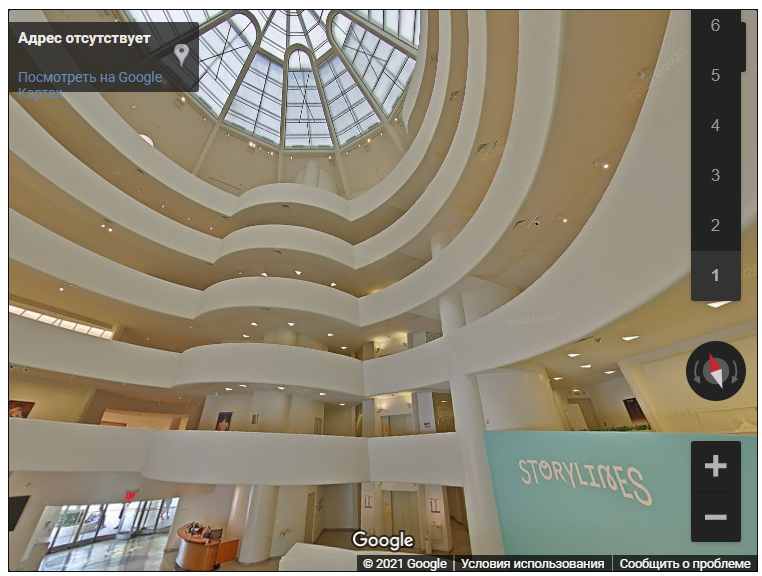 Адрес отсутствует
Посмотреть на Google
Картах
6
5
4
3
2
1
STORYLINES
Google
© 2021 Google
Условия использования
Сообщить о проблеме